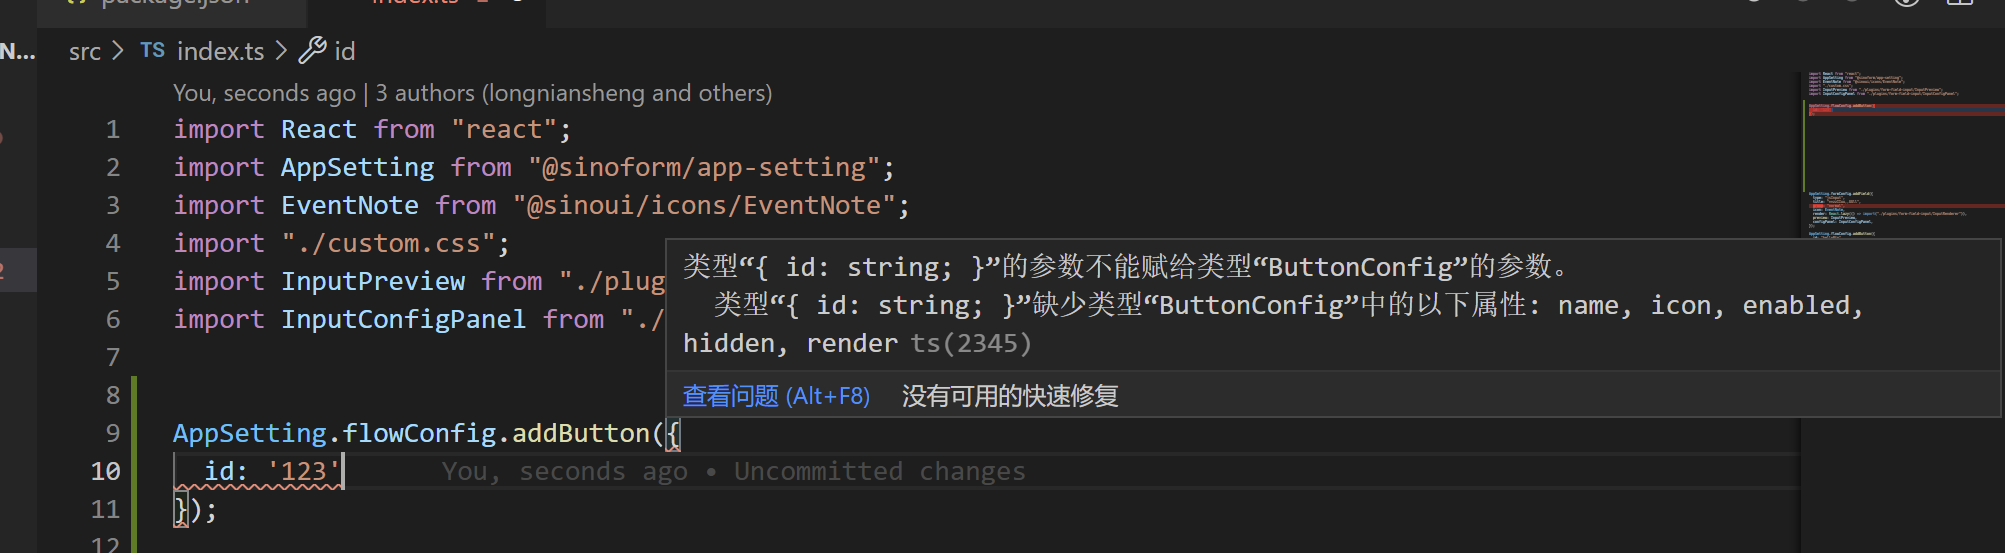 package.json
index.ts 2
N...
src > TS index.ts > id
You, seconds ago | 3 authors (longniansheng and others)
1 import React from "react";
2 import AppSetting from "@sinoform/app-setting";
3 import EventNote from "@sinoui/icons/EventNote";
4 import "./custom.css";
5 import InputPreview from "./plug
6 import InputConfigPanel from "./
7
8
9 AppSetting.flowConfig.addButton({
10 id: '123' You, seconds ago • Uncommitted changes
11 });
12
2
类型“{ id: string; }”的参数不能赋给类型“ButtonConfig”的参数。
类型“{ id: string; }”缺少类型“ButtonConfig”中的以下属性: name, icon, enabled,
hidden, render ts(2345)
查看问题 (Alt+F8) 没有可用的快速修复